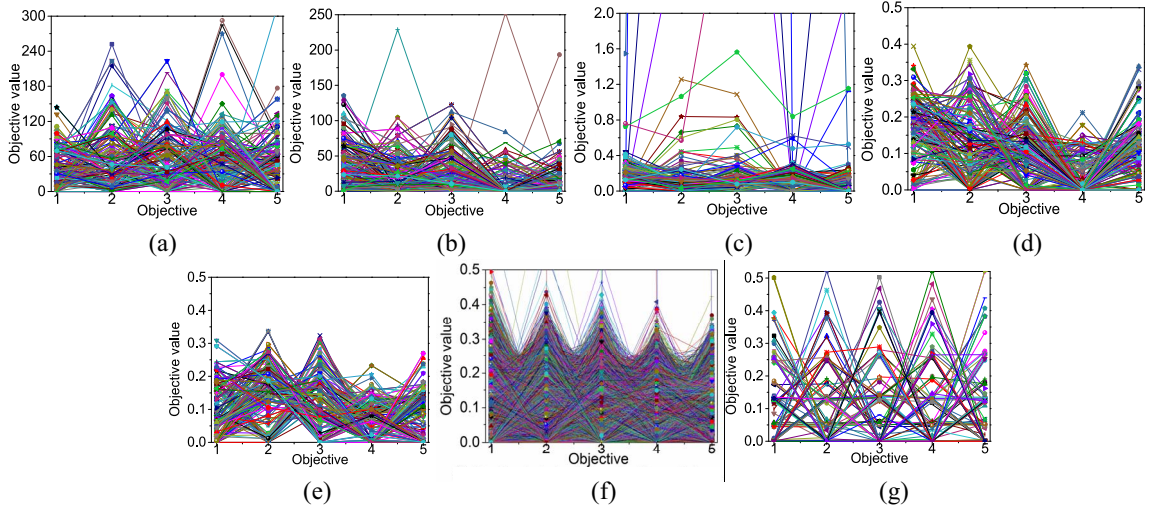 Objective value
300
240
180
120
60
0
1 2 3 4 5
Objective
(a)
Objective value
250
200
150
100
50
0
1 2 3 4 5
Objective
(b)
Objective value
2.0
1.6
1.2
0.8
0.4
0.0
1 2 3 4 5
Objective
(c)
Objective value
0.5
0.4
0.3
0.2
0.1
0.0
1 2 3 4 5
Objective
(d)
Objective value
0.5
0.4
0.3
0.2
0.1
0.0
1 2 3 4 5
Objective
(e)
Objective value
0.5
0.4
0.3
0.2
0.1
0.0
1 2 3 4 5
Objective
(f)
Objective value
0.5
0.4
0.3
0.2
0.1
0.0
1 2 3 4 5
Objective
(g)